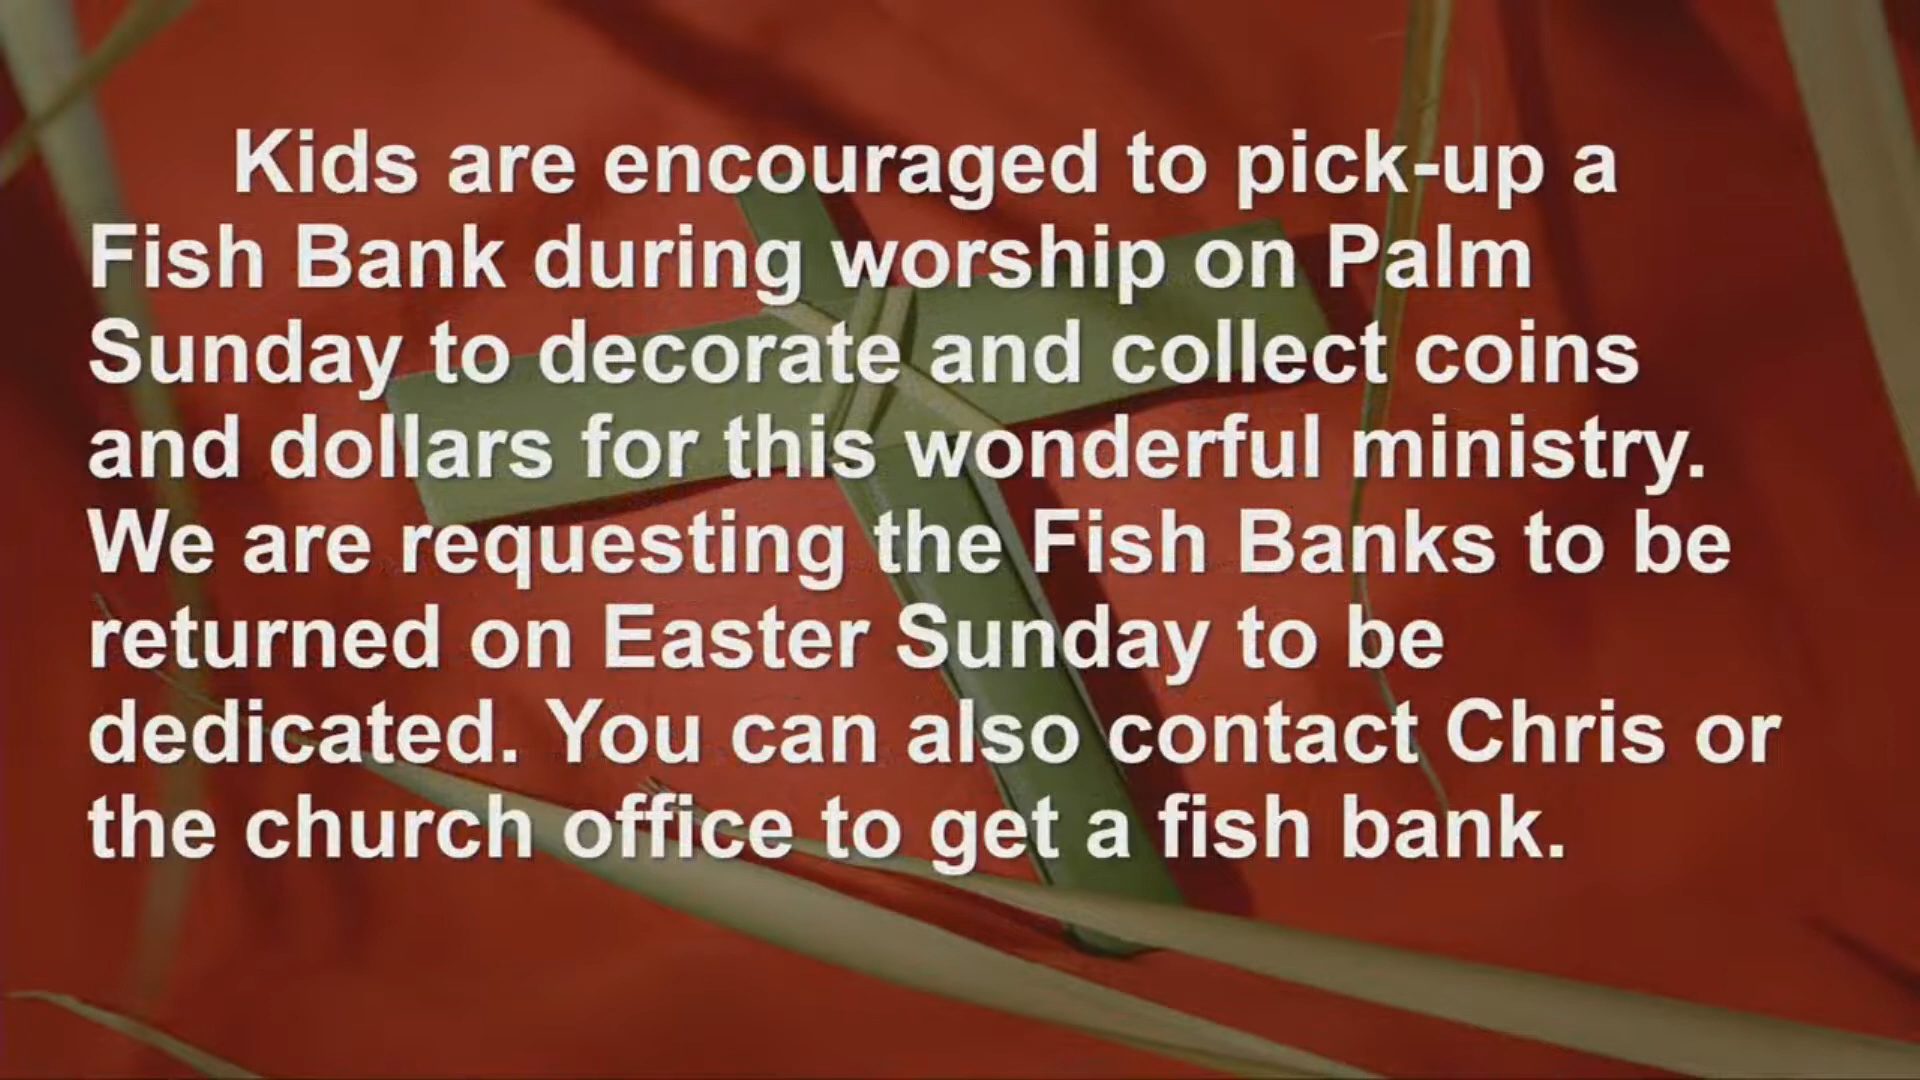 Kids are encouraged to pick-up a
Fish Bank during worship on Palm
Sunday to decorate and collect coins
and dollars for this wonderful ministry.
We are requesting the Fish Banks to be
returned on Easter Sunday to be
dedicated. You can also contact Chris or
the church office to get a fish bank.